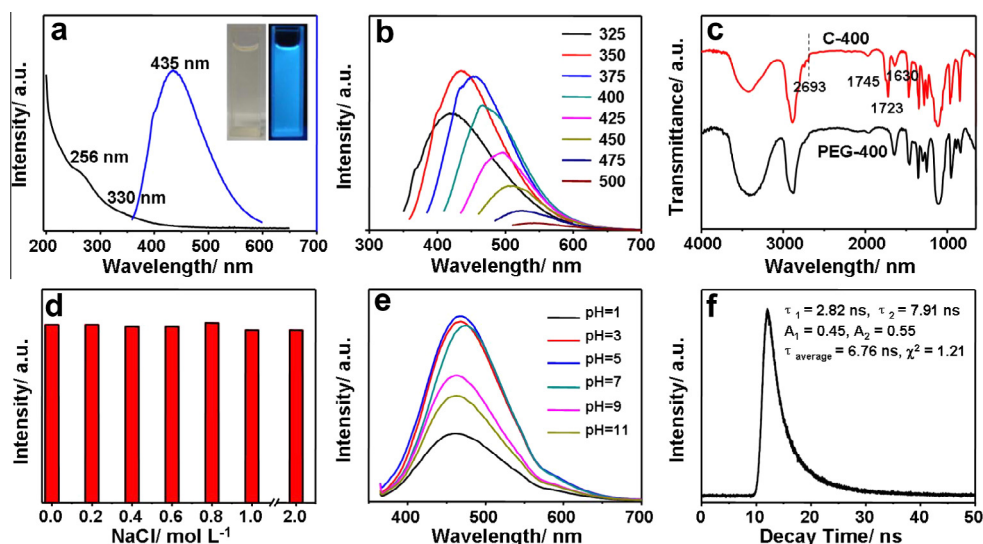 a
435 nm
256 nm
330 nm
Intensity/ a.u.
200 300 400 500 600 700
Wavelength/ nm
b
325
350
375
400
425
450
475
500
Intensity/ a.u.
300 400 500 600 700
Wavelength/ nm
c
C-400
2693
1745
1630
1723
PEG-400
Transmittance/ a.u.
4000 3000 2000 1000
Wavelength/ nm
d
Intensity/ a.u.
0.0 0.2 0.4 0.6 0.8 1.0 2.0
NaCl/ mol L⁻¹
e
pH=1
pH=3
pH=5
pH=7
pH=9
pH=11
Intensity/ a.u.
400 500 600 700
Wavelength/ nm
f
τ 1 = 2.82 ns, τ 2 = 7.91 ns
A1 = 0.45, A2 = 0.55
τ average = 6.76 ns, χ² = 1.21
Intensity/ a.u.
0 10 20 30 40 50
Decay Time/ ns